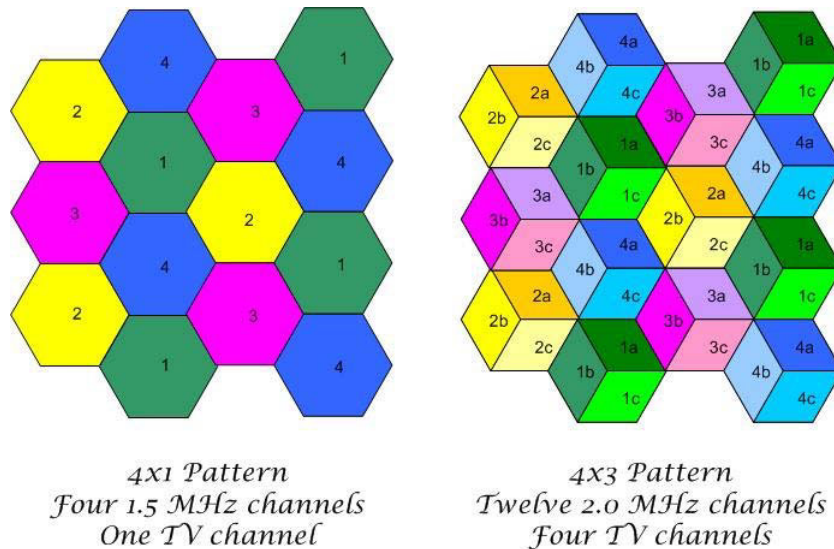 4 1
2 3
1 4
3 2
4 1
2 3
1 4
4x1 Pattern
Four 1.5 MHz channels
One TV channel
4a 1a
4b 1b
2a 4c 3a 1c
2b 3b
2c 1a 3c 4a
1b 4b
3a 1c 2a 4c
3b 2b
3c 4a 2c 1a
4b 1b
2a 4c 3a 1c
2b 3b
2c 1a 3c 4a
1b 4b
1c 4c
4x3 Pattern
Twelve 2.0 MHz channels
Four TV channels